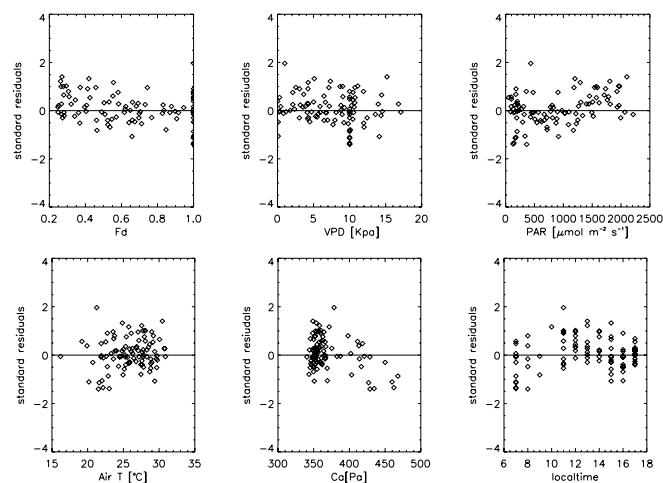 4
2
0
−2
−4
standard residuals
0.2 0.4 0.6 0.8 1.0
Fd
4
2
0
−2
−4
standard residuals
0 5 10 15 20
VPD [Kpa]
4
2
0
−2
−4
standard residuals
0 500 1000 1500 2000 2500
PAR [μmol m⁻² s⁻¹]
4
2
0
−2
−4
standard residuals
15 20 25 30 35
Air T [°C]
4
2
0
−2
−4
standard residuals
300 350 400 450 500
Ca[Pa]
4
2
0
−2
−4
standard residuals
6 8 10 12 14 16 18
localtime